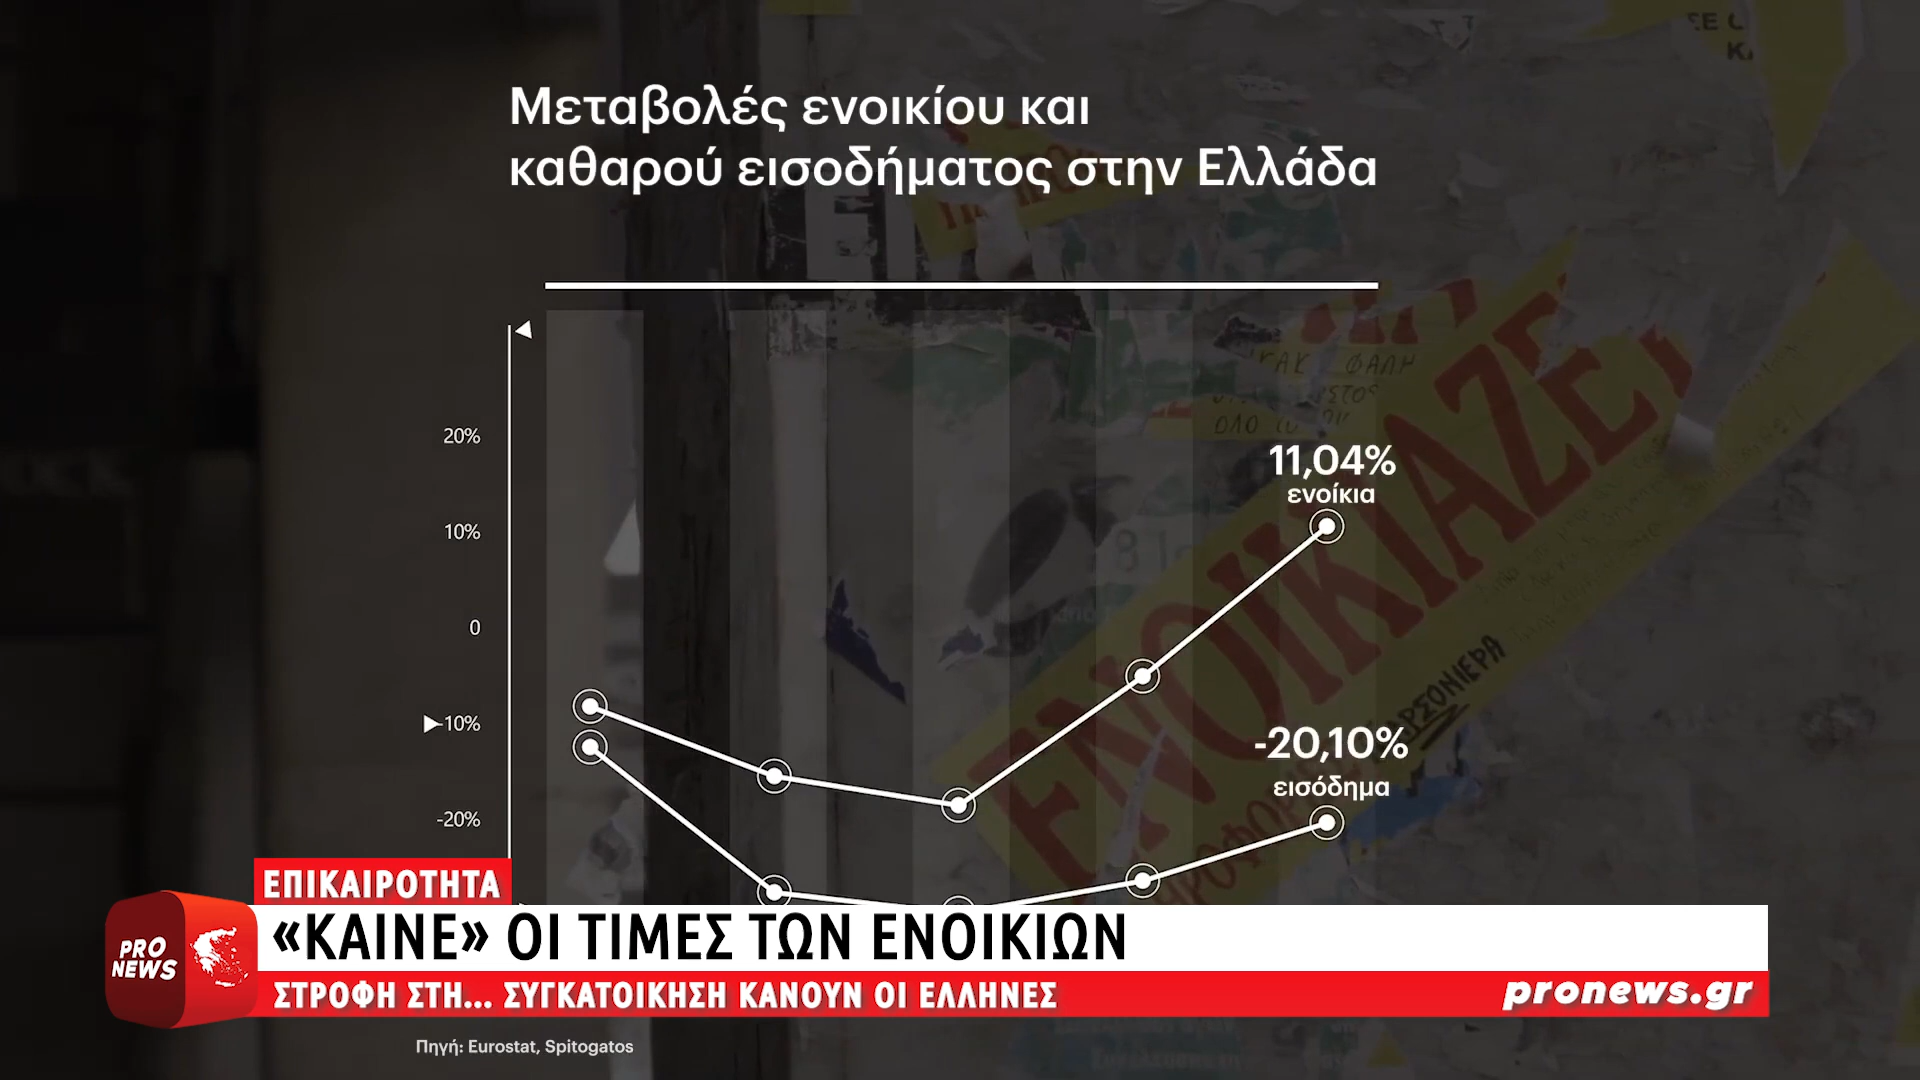 Μεταβολές ενοικίου και
καθαρού εισοδήματος στην Ελλάδα
20%
10%
0
-10%
-20%
11,04%
ενοίκια
-20,10%
εισόδημα
ΕΝΟΙΚΙΑΖΕ
ΕΠΙΚΑΙΡΟΤΗΤΑ
PRO
NEWS
«ΚΑΙΝΕ» ΟΙ ΤΙΜΕΣ ΤΩΝ ΕΝΟΙΚΙΩΝ
ΣΤΡΟΦΗ ΣΤΗ... ΣΥΓΚΑΤΟΙΚΗΣΗ ΚΑΝΟΥΝ ΟΙ ΕΛΛΗΝΕΣ
pronews.gr
Πηγή: Eurostat, Spitogatos